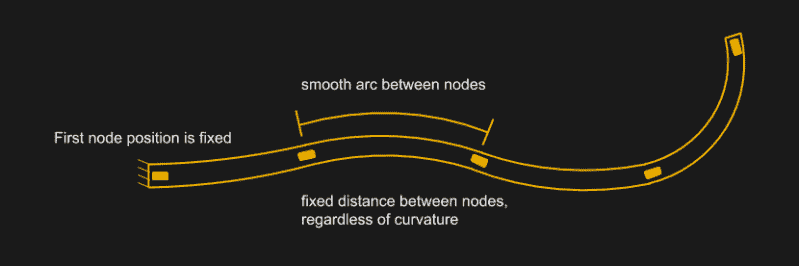 smooth arc between nodes
First node position is fixed
fixed distance between nodes,
regardless of curvature